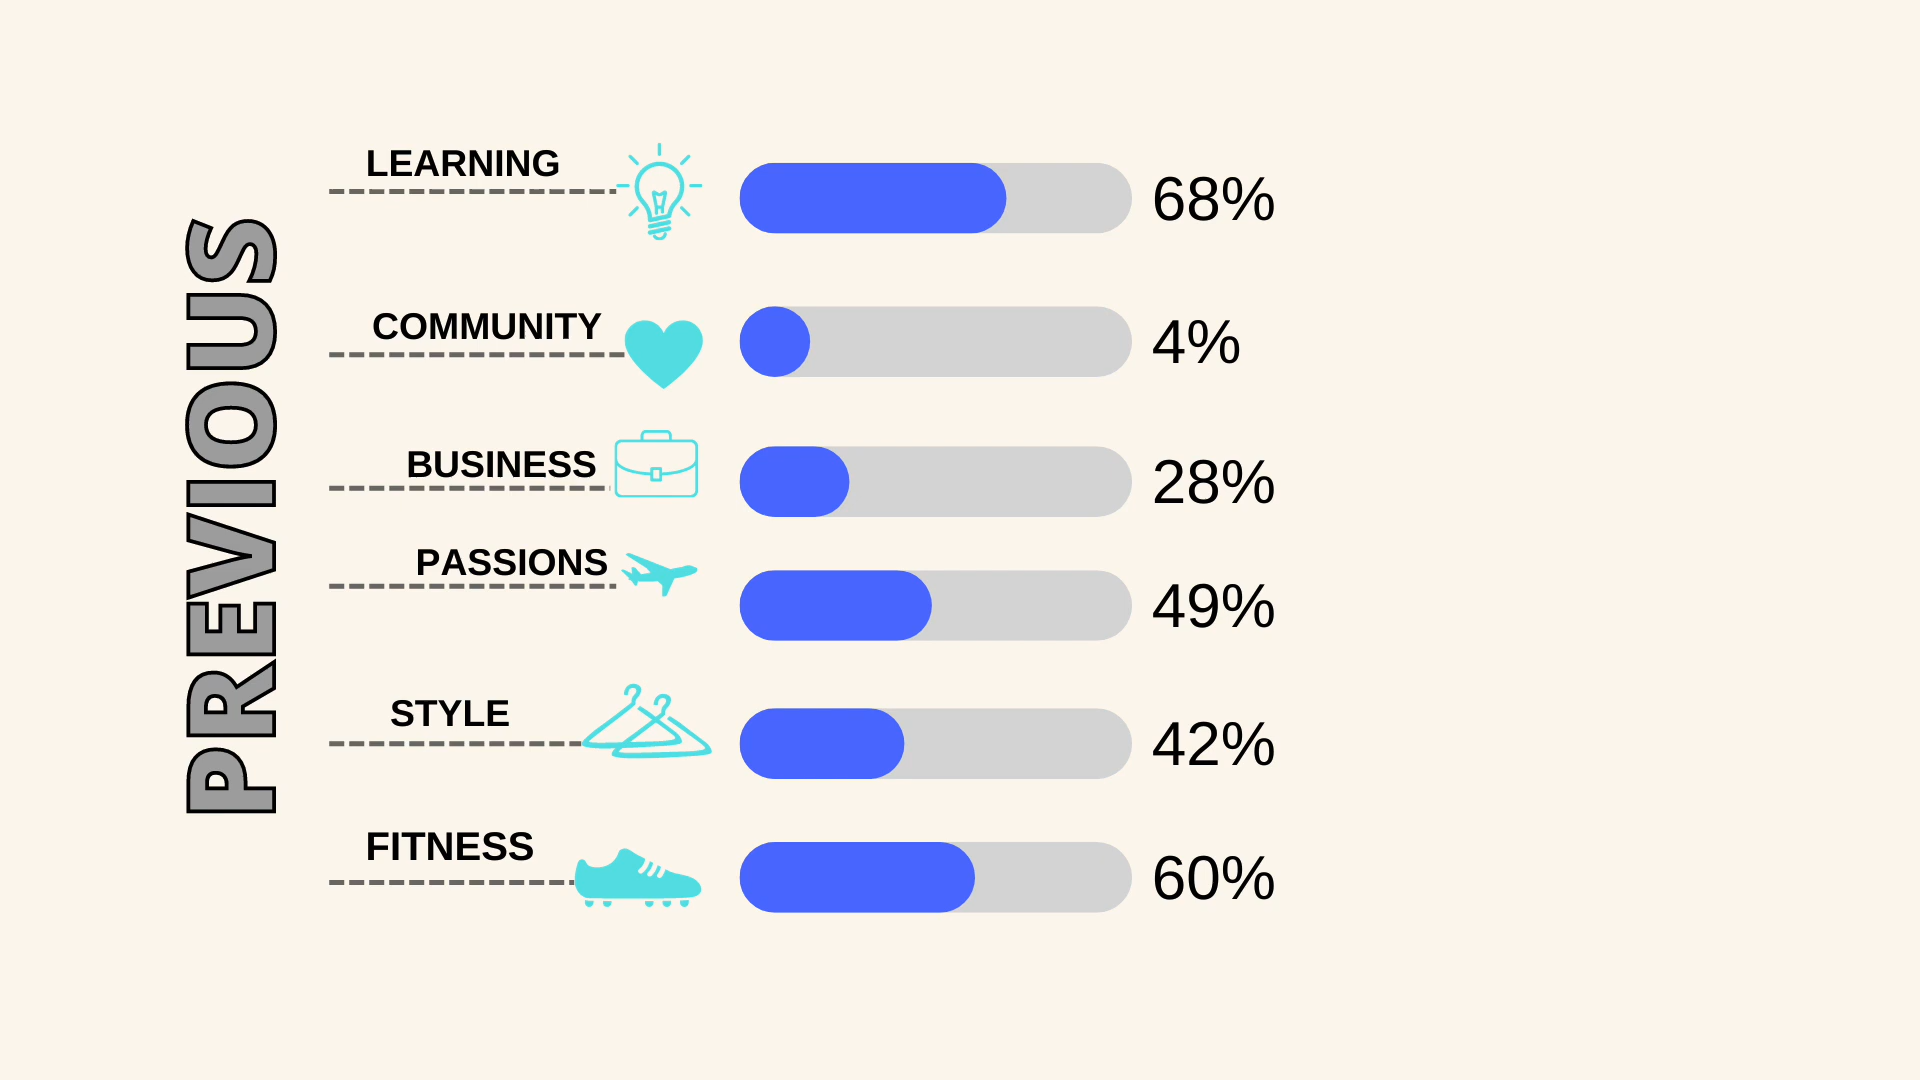 PREVIOUS
LEARNING
68%
COMMUNITY
4%
BUSINESS
28%
PASSIONS
49%
STYLE
42%
FITNESS
60%